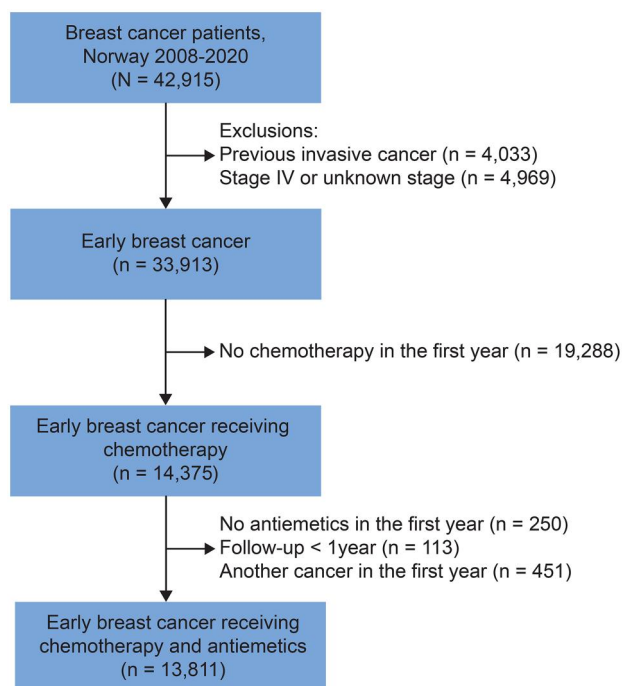 Breast cancer patients,
Norway 2008-2020
(N = 42,915)
Exclusions:
Previous invasive cancer (n = 4,033)
Stage IV or unknown stage (n = 4,969)
Early breast cancer
(n = 33,913)
No chemotherapy in the first year (n = 19,288)
Early breast cancer receiving
chemotherapy
(n = 14,375)
No antiemetics in the first year (n = 250)
Follow-up < 1year (n = 113)
Another cancer in the first year (n = 451)
Early breast cancer receiving
chemotherapy and antiemetics
(n = 13,811)